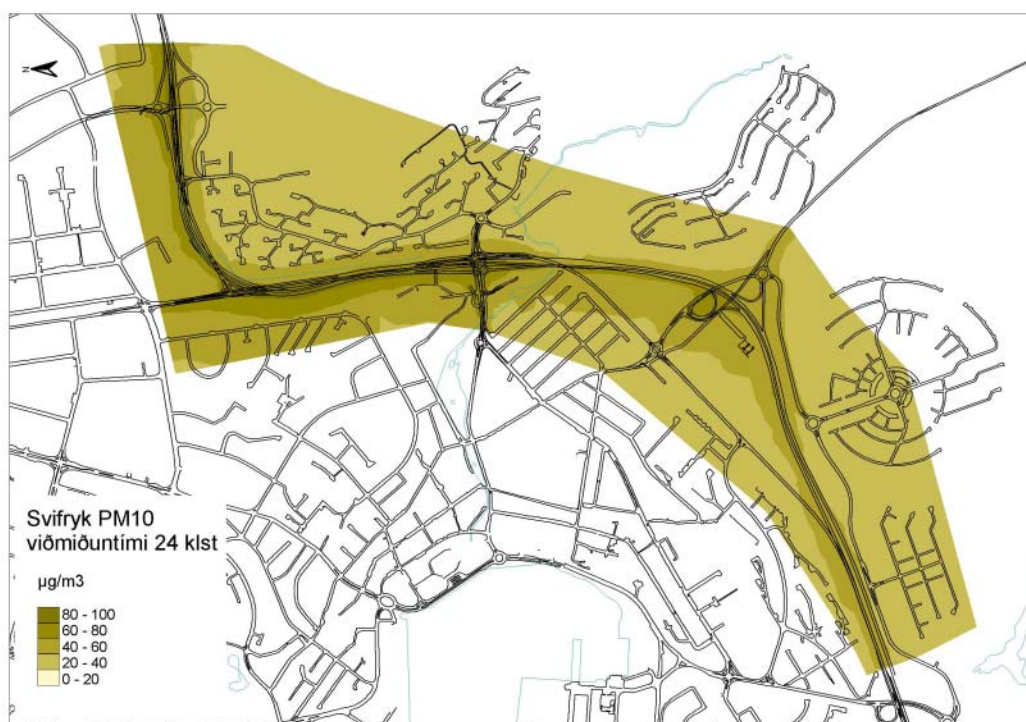 N
Svifryk PM10
viðmiðuntími 24 klst
µg/m3
80 - 100
60 - 80
40 - 60
20 - 40
0 - 20